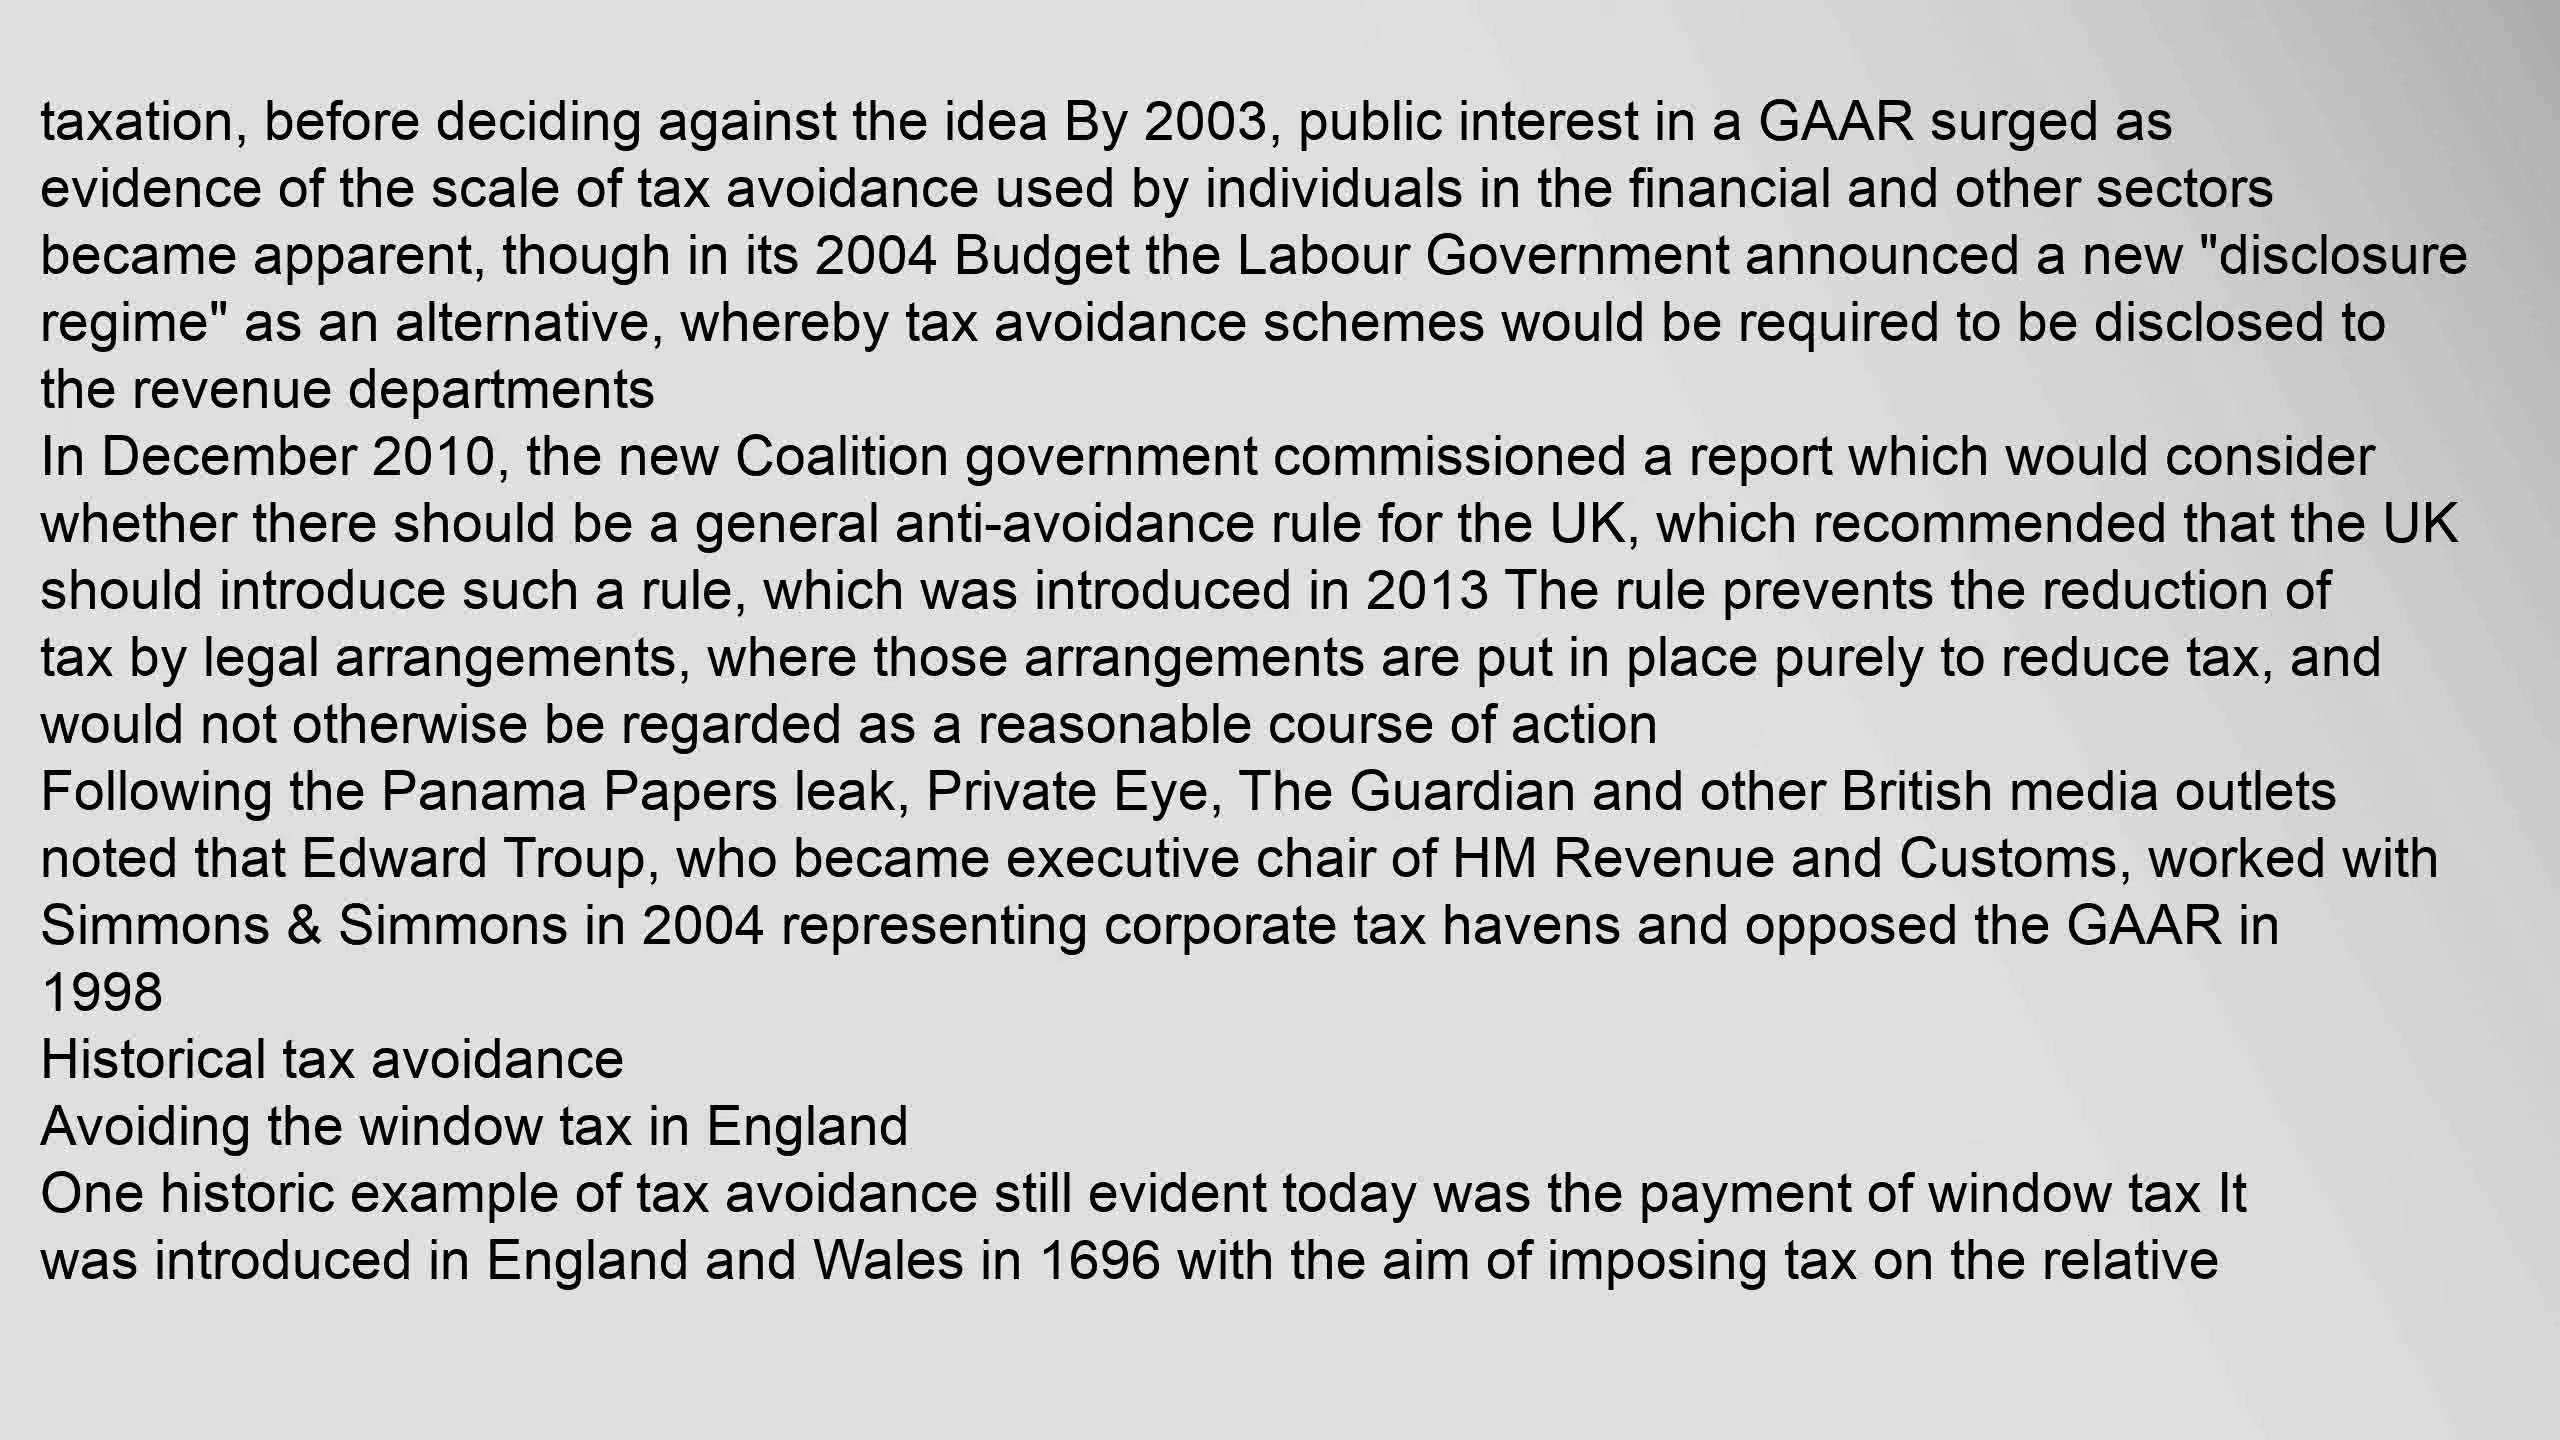 taxation, before deciding against the idea By 2003, public interest in a GAAR surged as
evidence of the scale of tax avoidance used by individuals in the financial and other sectors
became apparent, though in its 2004 Budget the Labour Government announced a new "disclosure
regime" as an alternative, whereby tax avoidance schemes would be required to be disclosed to
the revenue departments
In December 2010, the new Coalition government commissioned a report which would consider
whether there should be a general anti-avoidance rule for the UK, which recommended that the UK
should introduce such a rule, which was introduced in 2013 The rule prevents the reduction of
tax by legal arrangements, where those arrangements are put in place purely to reduce tax, and
would not otherwise be regarded as a reasonable course of action
Following the Panama Papers leak, Private Eye, The Guardian and other British media outlets
noted that Edward Troup, who became executive chair of HM Revenue and Customs, worked with
Simmons & Simmons in 2004 representing corporate tax havens and opposed the GAAR in
1998
Historical tax avoidance
Avoiding the window tax in England
One historic example of tax avoidance still evident today was the payment of window tax It
was introduced in England and Wales in 1696 with the aim of imposing tax on the relative